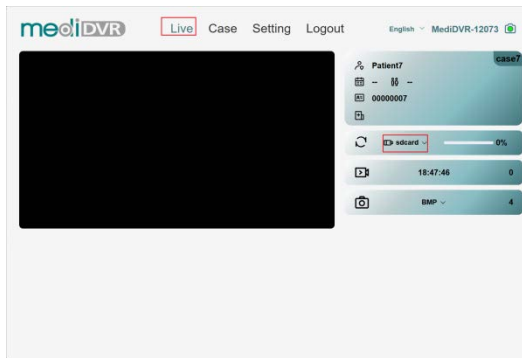 mediDVR Live Case Setting Logout English MediDVR-12073
case7
Patient7
-- --
00000007
sdcard 0%
18:47:46 0
BMP 4